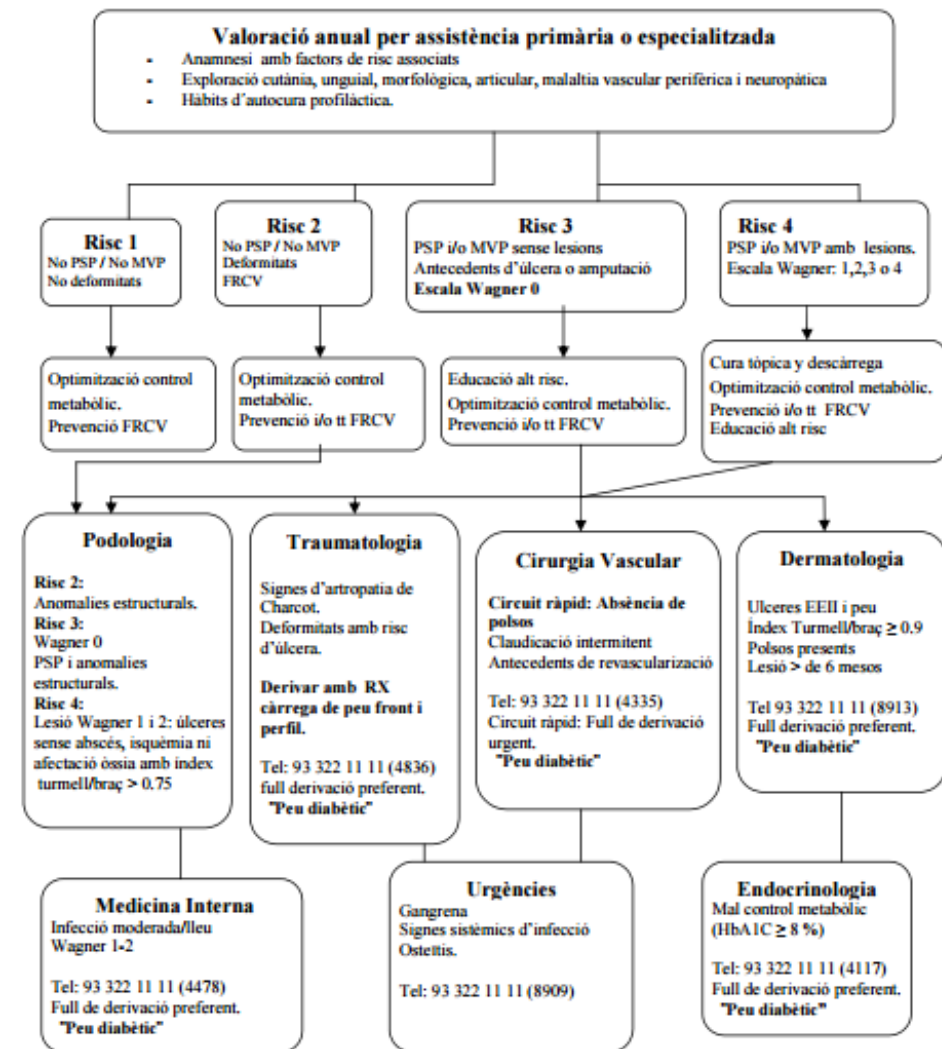 Valoració anual per assistència primària o especialitzada
- Anamnesi amb factors de risc associats
- Exploració cutània, unguial, morfològica, articular, malaltia vascular perifèrica i neuropàtica
- Hàbits d´autocura profilàctica.
Risc 1
No PSP / No MVP
No deformitats
Risc 2
No PSP / No MVP
Deformitats
FRCV
Risc 3
PSP i/o MVP sense lesions
Antecedents d'úlcera o amputació
Escala Wagner 0
Risc 4
PSP i/o MVP amb lesions.
Escala Wagner: 1,2,3 o 4
Optimització control
metabòlic.
Prevenció FRCV
Optimització control
metabòlic.
Prevenció i/o tt FRCV
Educació alt risc.
Optimització control metabòlic.
Prevenció i/o tt FRCV
Cura tòpica y descàrrega
Optimització control metabòlic.
Prevenció i/o tt FRCV
Educació alt risc
Podologia
Risc 2:
Anomalies estructurals.
Risc 3:
Wagner 0
PSP i anomalies
estructurals.
Risc 4:
Lesió Wagner 1 i 2: úlceres
sense abscés, isquèmia ni
afectació òssia amb índex
turmell/braç > 0.75
Traumatologia
Signes d'artropatia de
Charcot.
Deformitats amb risc
d'úlcera.
Derivar amb RX
càrrega de peu front i
perfil.
Tel: 93 322 11 11 (4836)
full derivació preferent.
"Peu diabètic"
Cirurgia Vascular
Circuit ràpid: Absència de
polsos
Claudicació intermitent
Antecedents de revascularizació
Tel: 93 322 11 11 (4335)
Circuit ràpid: Full de derivació
urgent.
"Peu diabètic"
Dermatologia
Ulceres EEII i peu
Índex Turmell/braç ≥ 0.9
Polsos presents
Lesió > de 6 mesos
Tel 93 322 11 11 (8913)
Full derivació preferent.
"Peu diabètic"
Medicina Interna
Infecció moderada/lleu
Wagner 1-2
Tel: 93 322 11 11 (4478)
Full de derivació preferent.
"Peu diabètic"
Urgències
Gangrena
Signes sistèmics d'infecció
Osteïtis.
Tel: 93 322 11 11 (8909)
Endocrinologia
Mal control metabòlic
(HbA1C ≥ 8 %)
Tel: 93 322 11 11 (4117)
Full de derivació preferent.
"Peu diabètic"